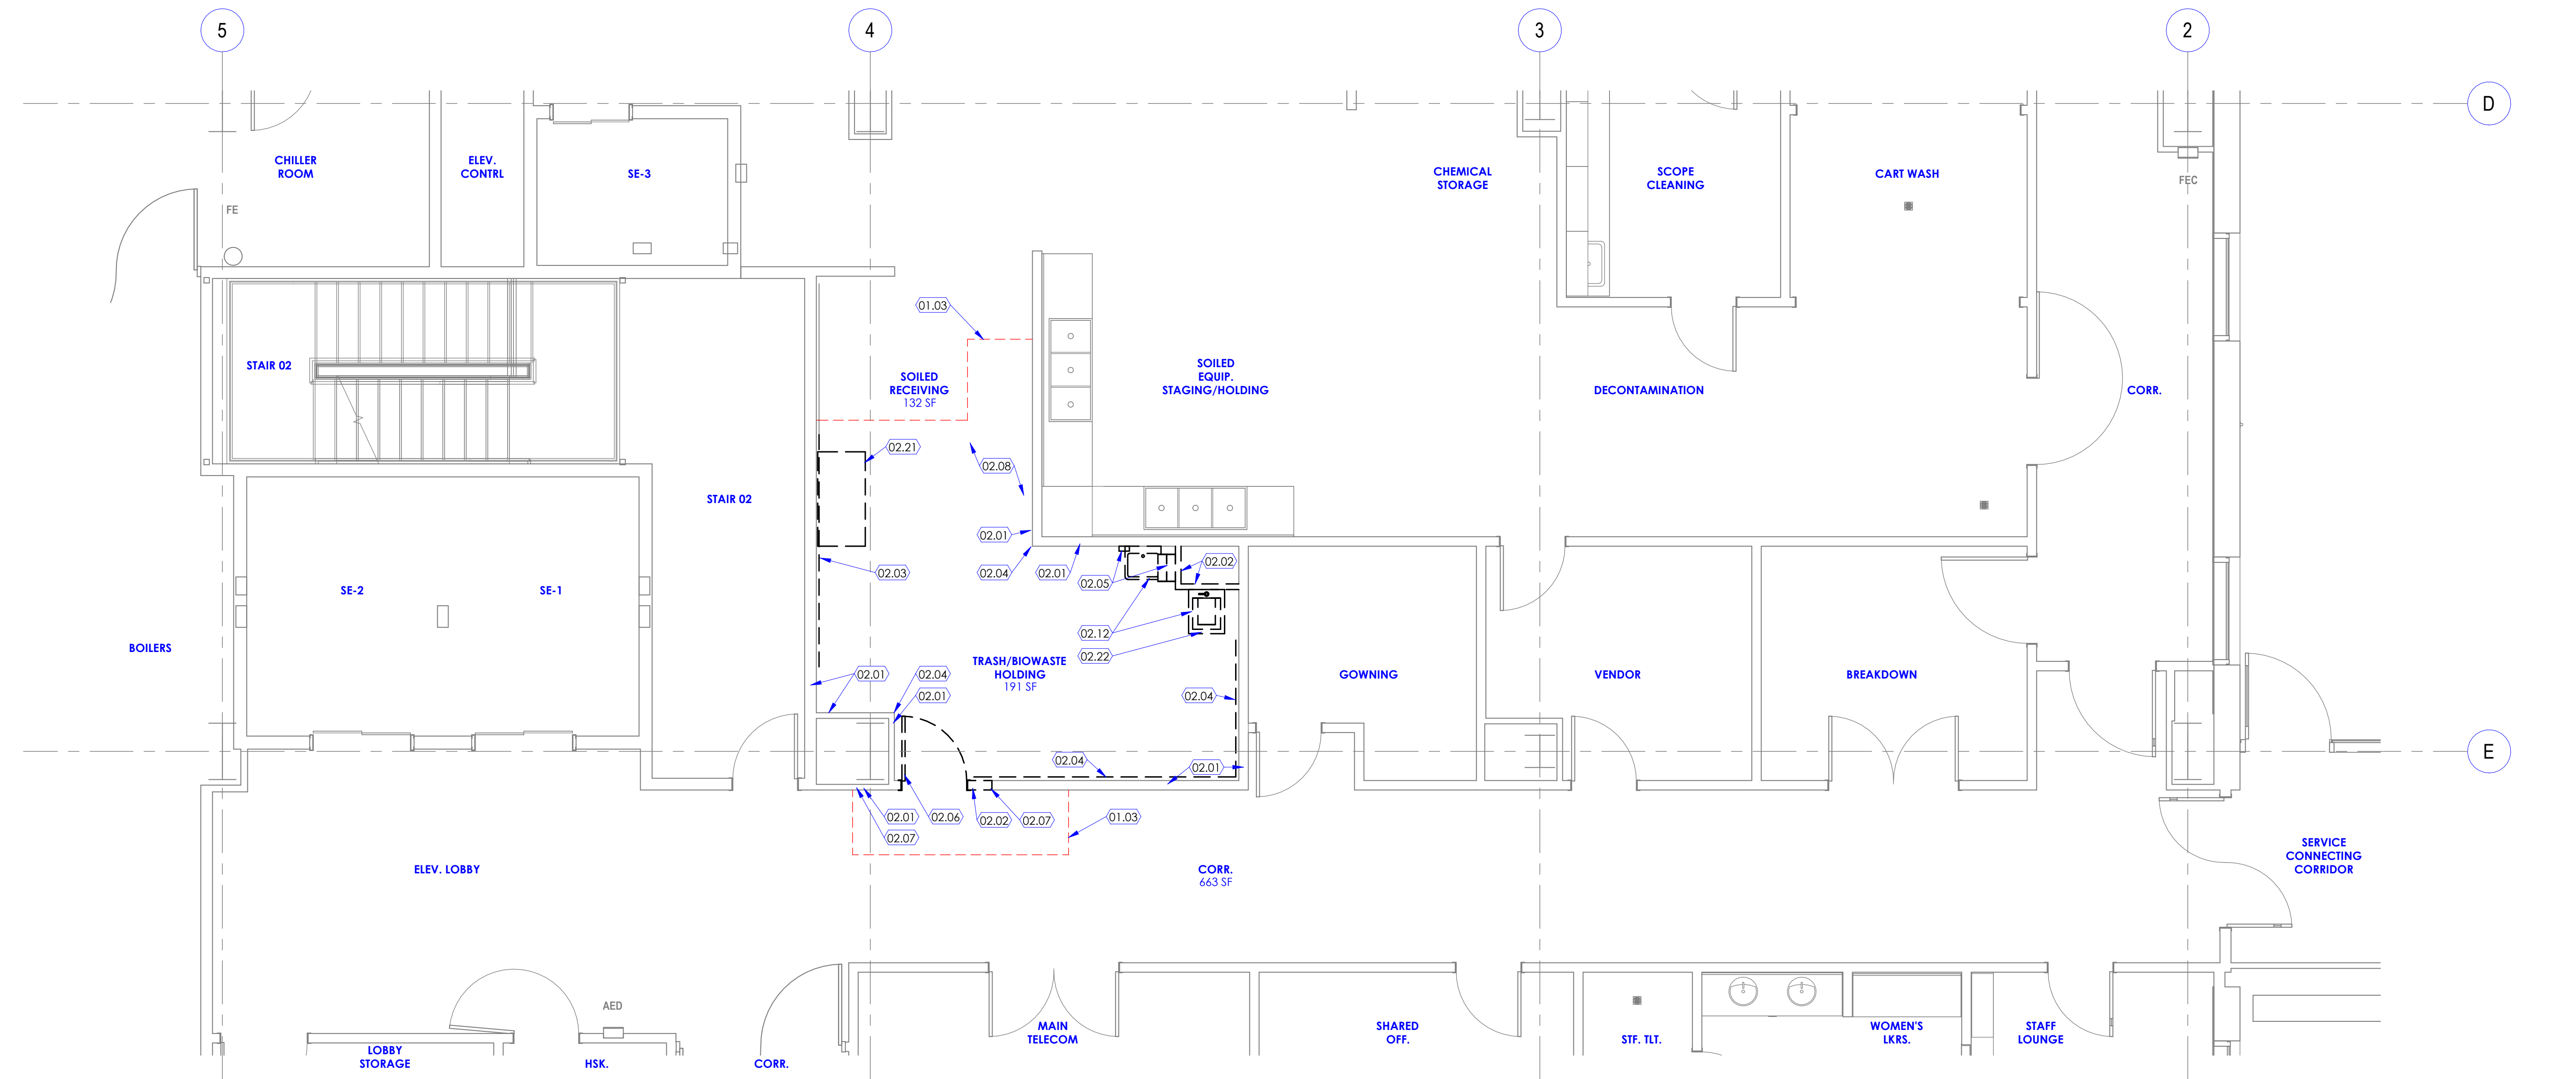 5
4
3
2
D
CHILLER
ROOM
ELEV.
CONTRL
SE-3
CHEMICAL
STORAGE
SCOPE
CLEANING
CART WASH
FEC
FE
01.03
STAIR 02
SOILED
RECEIVING
132 SF
SOILED
EQUIP.
STAGING/HOLDING
DECONTAMINATION
CORR.
02.21
02.08
STAIR 02
02.01
02.03
02.04
02.01
02.05
02.02
SE-2
SE-1
02.12
BOILERS
02.22
TRASH/BIOWASTE
HOLDING
191 SF
02.01
02.04
02.01
02.04
GOWNING
VENDOR
BREAKDOWN
02.04
02.01
E
02.01
02.06
02.02
02.07
01.03
02.07
ELEV. LOBBY
CORR.
663 SF
SERVICE
CONNECTING
CORRIDOR
AED
LOBBY
STORAGE
HSK.
CORR.
MAIN
TELECOM
SHARED
OFF.
STF. TLT.
WOMEN'S
LKRS.
STAFF
LOUNGE